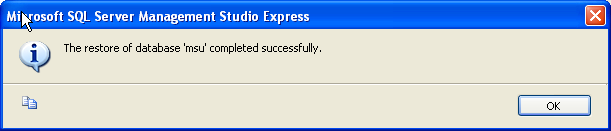 Microsoft SQL Server Management Studio Express
The restore of database 'msu' completed successfully.
OK